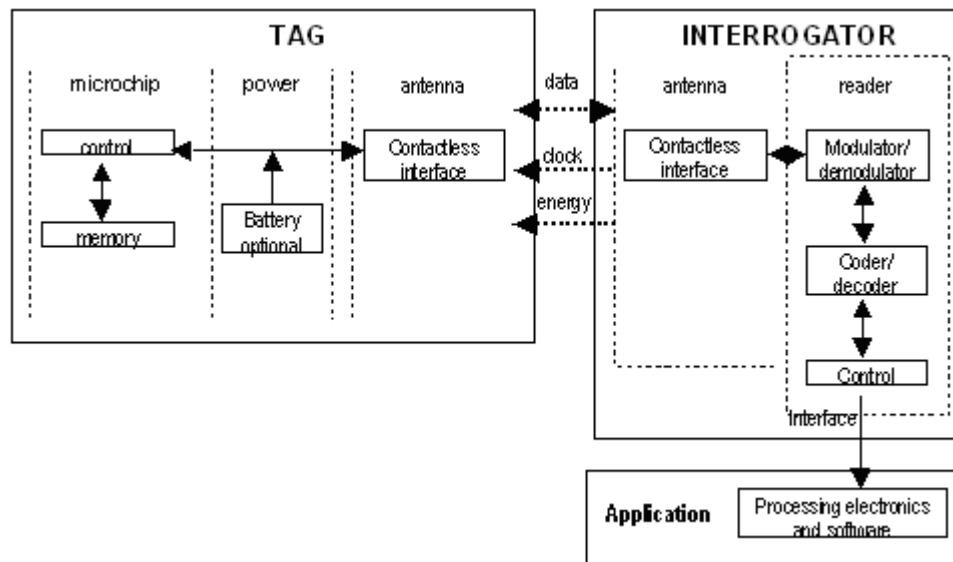 TAG
microchip
power
antenna
control
memory
Battery
optional
Contactless
interface
data
clock
energy
INTERROGATOR
antenna
reader
Contactless
interface
Modulator/
demodulator
Coder/
decoder
Control
Interface
Application
Processing electronics
and software